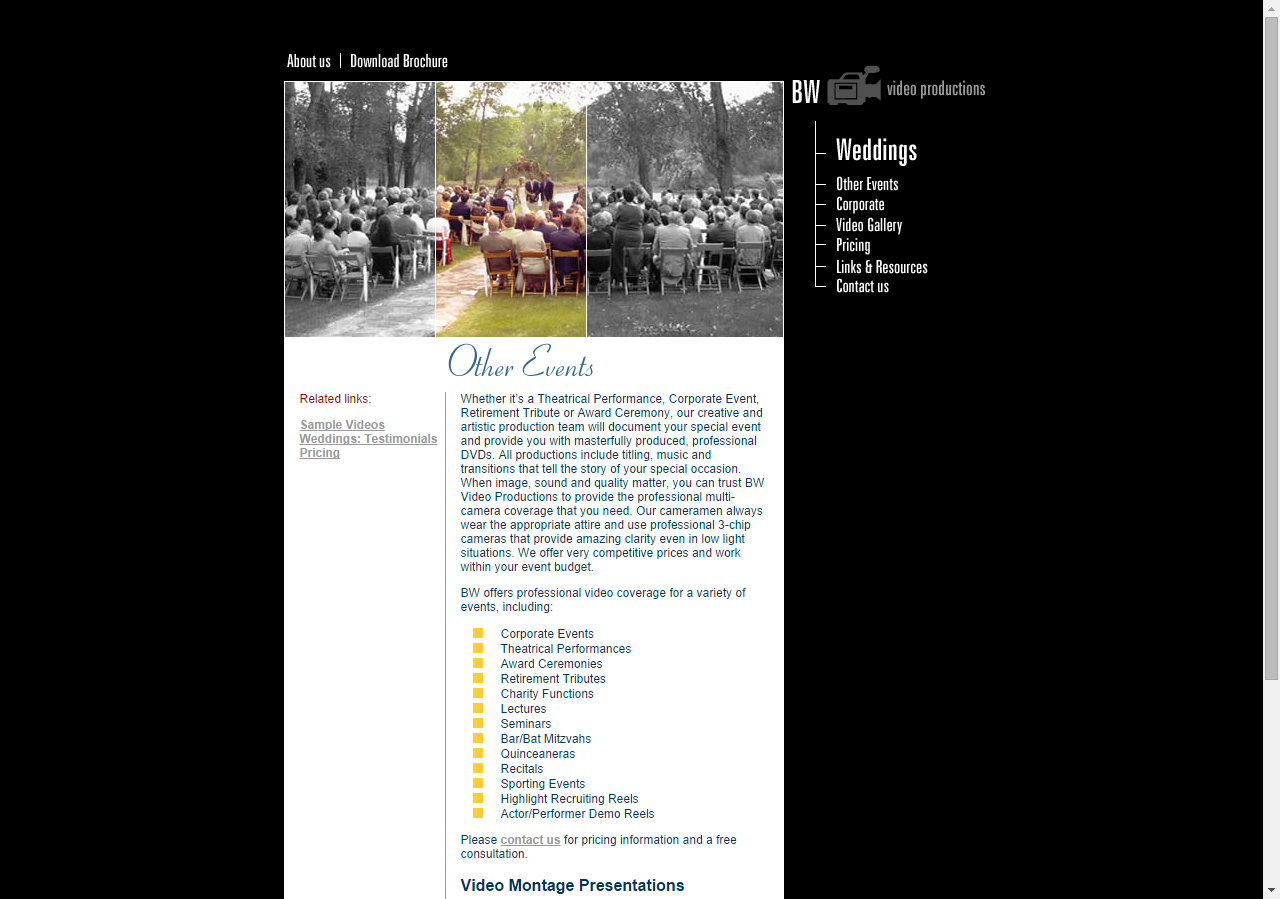 About us | Download Brochure
BW video productions
Weddings
Other Events
Corporate
Video Gallery
Pricing
Links & Resources
Contact us
Other Events
Related links:
Sample Videos
Weddings: Testimonials
Pricing
Whether it's a Theatrical Performance, Corporate Event,
Retirement Tribute or Award Ceremony, our creative and
artistic production team will document your special event
and provide you with masterfully produced, professional
DVDs. All productions include titling, music and
transitions that tell the story of your special occasion.
When image, sound and quality matter, you can trust BW
Video Productions to provide the professional multi-
camera coverage that you need. Our cameramen always
wear the appropriate attire and use professional 3-chip
cameras that provide amazing clarity even in low light
situations. We offer very competitive prices and work
within your event budget.
BW offers professional video coverage for a variety of
events, including:
Corporate Events
Theatrical Performances
Award Ceremonies
Retirement Tributes
Charity Functions
Lectures
Seminars
Bar/Bat Mitzvahs
Quinceaneras
Recitals
Sporting Events
Highlight Recruiting Reels
Actor/Performer Demo Reels
Please contact us for pricing information and a free
consultation.
Video Montage Presentations